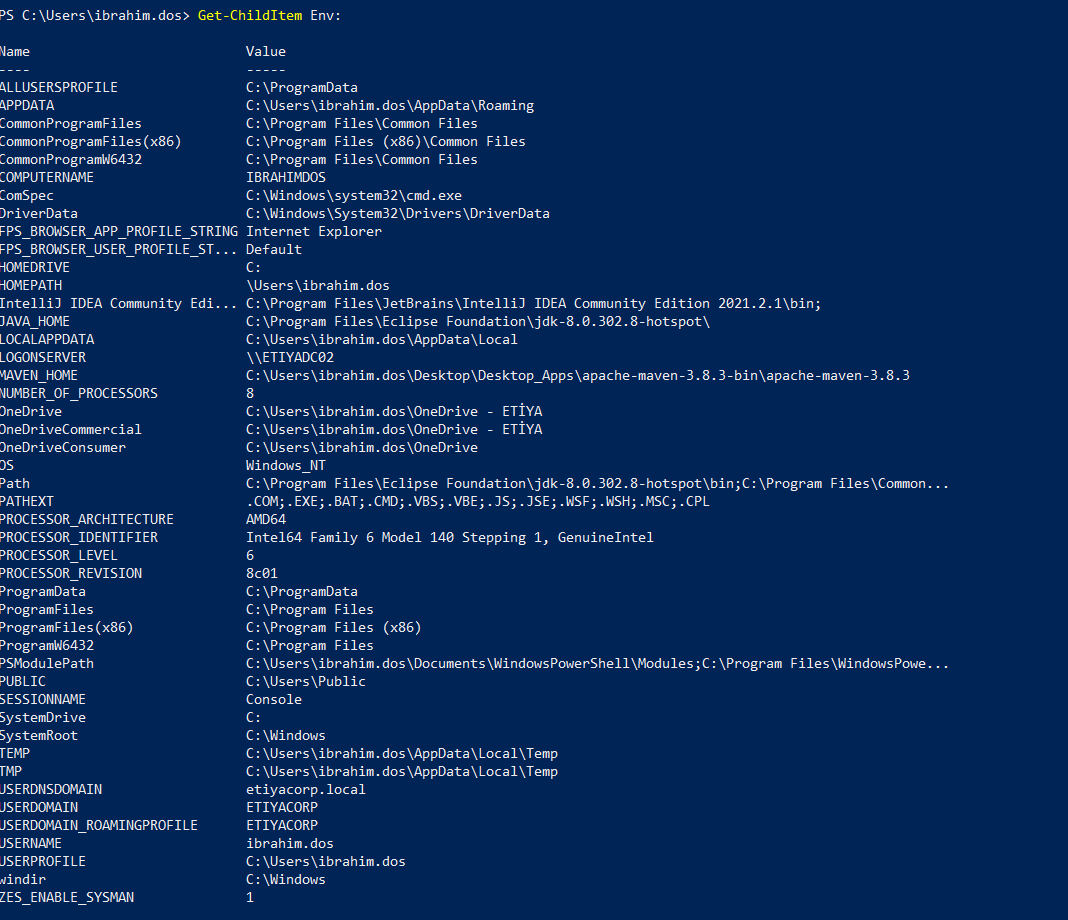 PS C:\Users\ibrahim.dos> Get-ChildItem Env:
Name Value
---- -----
ALLUSERSPROFILE C:\ProgramData
APPDATA C:\Users\ibrahim.dos\AppData\Roaming
CommonProgramFiles C:\Program Files\Common Files
CommonProgramFiles(x86) C:\Program Files (x86)\Common Files
CommonProgramW6432 C:\Program Files\Common Files
COMPUTERNAME IBRAHIMDOS
ComSpec C:\Windows\system32\cmd.exe
DriverData C:\Windows\System32\Drivers\DriverData
FPS_BROWSER_APP_PROFILE_STRING Internet Explorer
FPS_BROWSER_USER_PROFILE_ST... Default
HOMEDRIVE C:
HOMEPATH \Users\ibrahim.dos
IntelliJ IDEA Community Edi... C:\Program Files\JetBrains\IntelliJ IDEA Community Edition 2021.2.1\bin;
JAVA_HOME C:\Program Files\Eclipse Foundation\jdk-8.0.302.8-hotspot\
LOCALAPPDATA C:\Users\ibrahim.dos\AppData\Local
LOGONSERVER \\ETIYADC02
MAVEN_HOME C:\Users\ibrahim.dos\Desktop\Desktop_Apps\apache-maven-3.8.3-bin\apache-maven-3.8.3
NUMBER_OF_PROCESSORS 8
OneDrive C:\Users\ibrahim.dos\OneDrive - ETİYA
OneDriveCommercial C:\Users\ibrahim.dos\OneDrive - ETİYA
OneDriveConsumer C:\Users\ibrahim.dos\OneDrive
OS Windows_NT
Path C:\Program Files\Eclipse Foundation\jdk-8.0.302.8-hotspot\bin;C:\Program Files\Common...
PATHEXT .COM;.EXE;.BAT;.CMD;.VBS;.VBE;.JS;.JSE;.WSF;.WSH;.MSC;.CPL
PROCESSOR_ARCHITECTURE AMD64
PROCESSOR_IDENTIFIER Intel64 Family 6 Model 140 Stepping 1, GenuineIntel
PROCESSOR_LEVEL 6
PROCESSOR_REVISION 8c01
ProgramData C:\ProgramData
ProgramFiles C:\Program Files
ProgramFiles(x86) C:\Program Files (x86)
ProgramW6432 C:\Program Files
PSModulePath C:\Users\ibrahim.dos\Documents\WindowsPowerShell\Modules;C:\Program Files\WindowsPowe...
PUBLIC C:\Users\Public
SESSIONNAME Console
SystemDrive C:
SystemRoot C:\Windows
TEMP C:\Users\ibrahim.dos\AppData\Local\Temp
TMP C:\Users\ibrahim.dos\AppData\Local\Temp
USERDNSDOMAIN etiyacorp.local
USERDOMAIN ETIYACORP
USERDOMAIN_ROAMINGPROFILE ETIYACORP
USERNAME ibrahim.dos
USERPROFILE C:\Users\ibrahim.dos
windir C:\Windows
ZES_ENABLE_SYSMAN 1